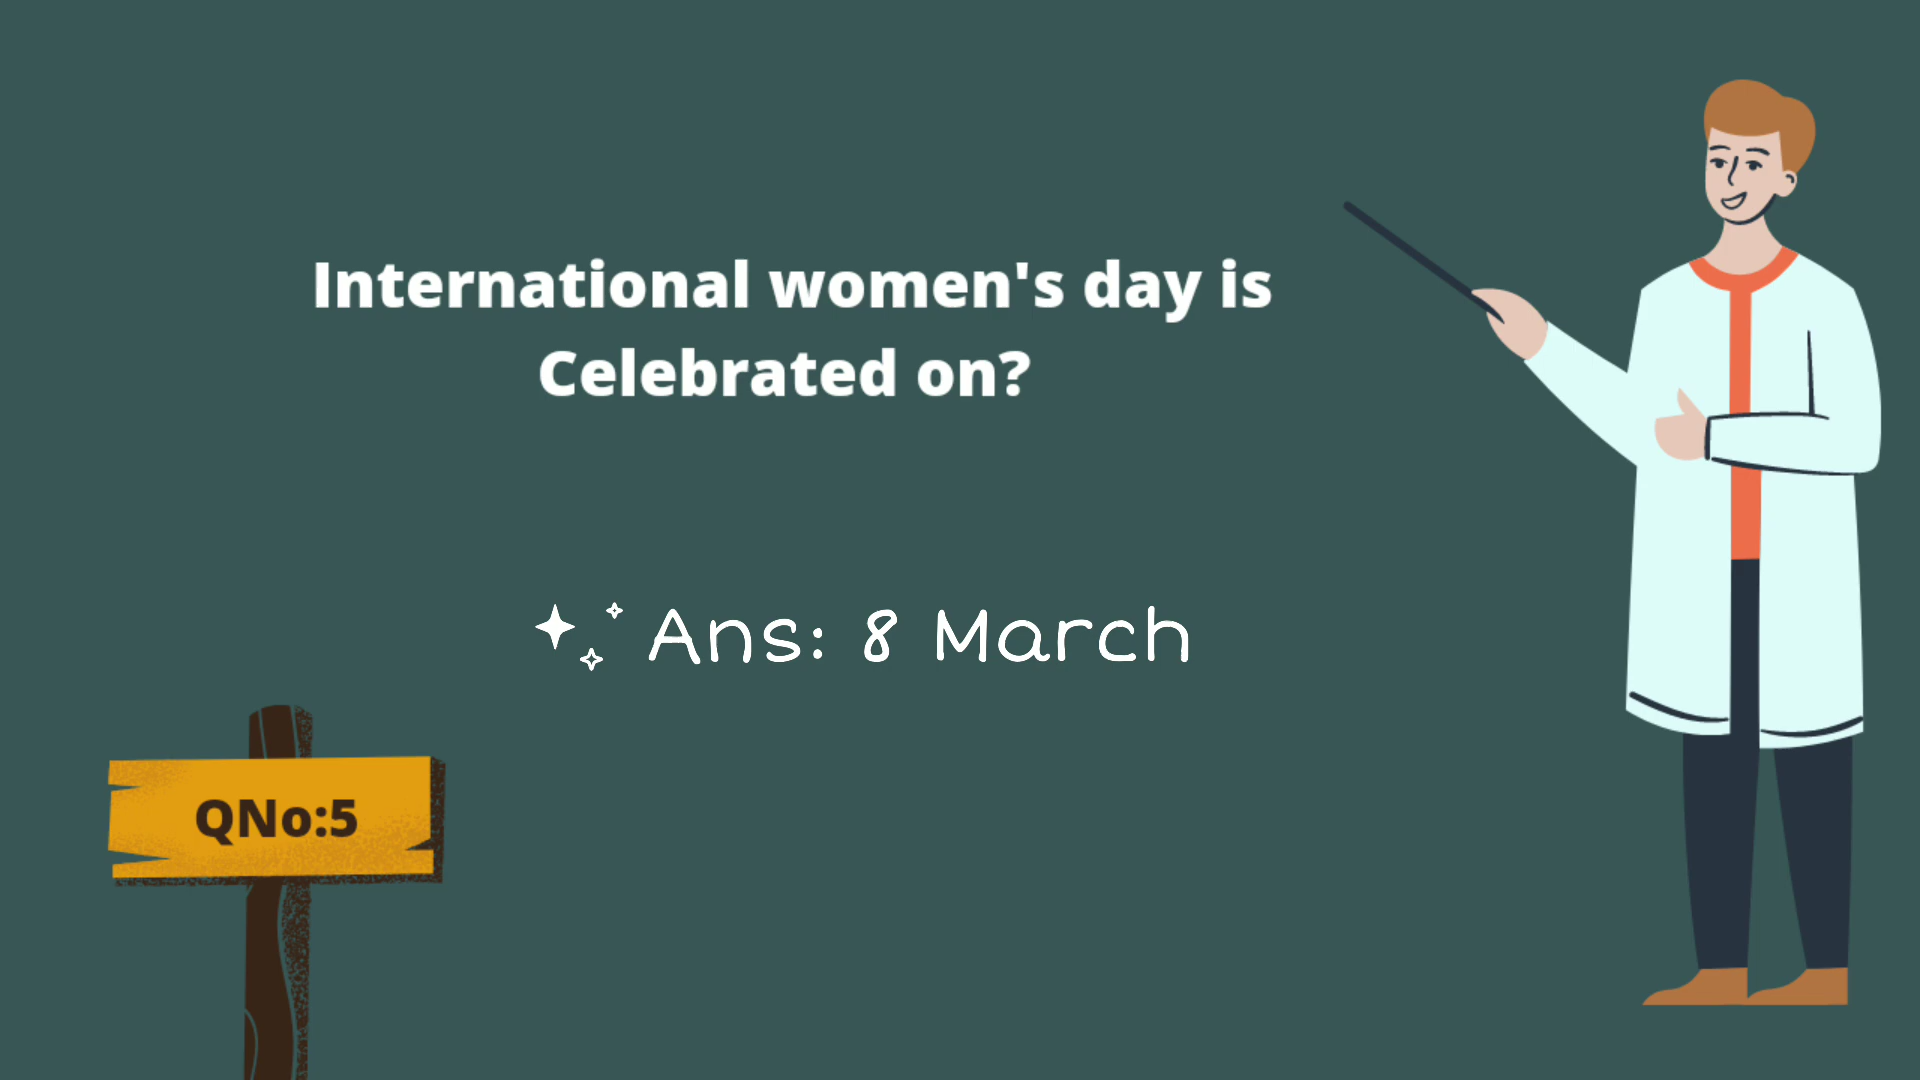 International women's day is
Celebrated on?
Ans: 8 March
QNo:5